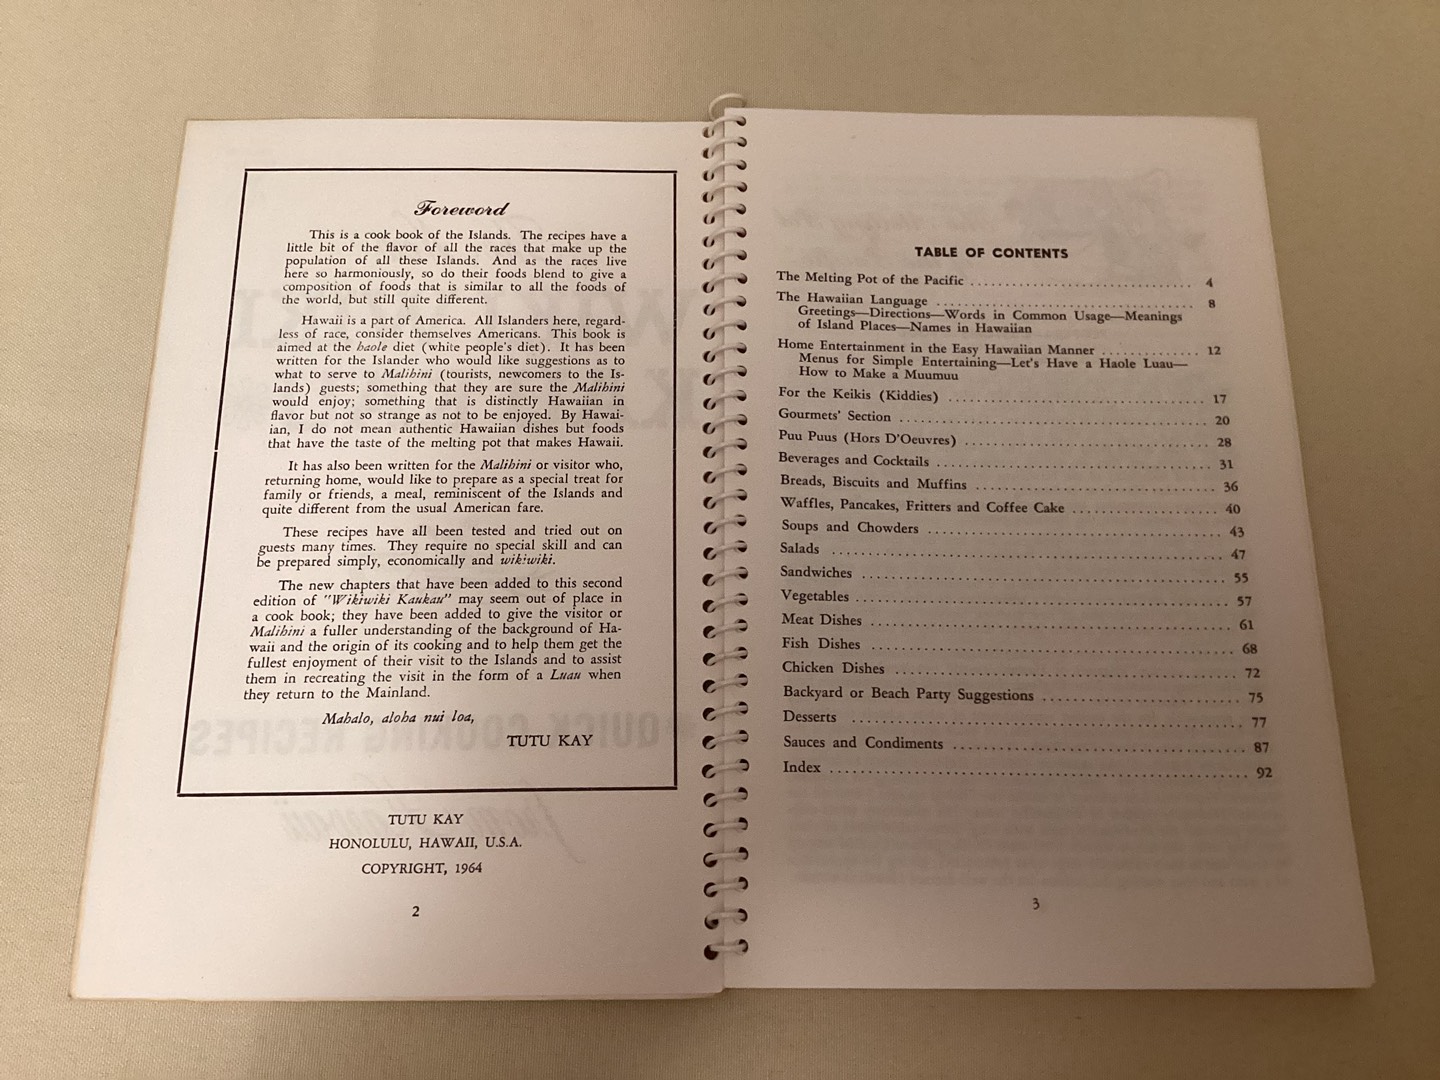 Foreword
This is a cook book of the Islands. The recipes have a
little bit of the flavor of all the races that make up the
population of all these Islands. And as the races live
here so harmoniously, so do their foods blend to give a
composition of foods that is similar to all the foods of
the world, but still quite different.
Hawaii is a part of America. All Islanders here, regard-
less of race, consider themselves Americans. This book is
aimed at the haole diet (white people's diet). It has been
written for the Islander who would like suggestions as to
what to serve to Malihini (tourists, newcomers to the Is-
lands) guests; something that they are sure the Malihini
would enjoy; something that is distinctly Hawaiian in
flavor but not so strange as not to be enjoyed. By Hawai-
ian, I do not mean authentic Hawaiian dishes but foods
that have the taste of the melting pot that makes Hawaii.
It has also been written for the Malihini or visitor who,
returning home, would like to prepare as a special treat for
family or friends, a meal, reminiscent of the Islands and
quite different from the usual American fare.
These recipes have all been tested and tried out on
guests many times. They require no special skill and can
be prepared simply, economically and wikiwiki.
The new chapters that have been added to this second
edition of "Wikiwiki Kaukau" may seem out of place in
a cook book; they have been added to give the visitor or
Malihini a fuller understanding of the background of Ha-
waii and the origin of its cooking and to help them get the
fullest enjoyment of their visit to the Islands and to assist
them in recreating the visit in the form of a Luau when
they return to the Mainland.
Mahalo, aloha nui loa,
TUTU KAY
TUTU KAY
HONOLULU, HAWAII, U.S.A.
COPYRIGHT, 1964
2
TABLE OF CONTENTS
The Melting Pot of the Pacific 4
The Hawaiian Language 8
Greetings—Directions—Words in Common Usage—Meanings
of Island Places—Names in Hawaiian
Home Entertainment in the Easy Hawaiian Manner 12
Menus for Simple Entertaining—Let's Have a Haole Luau—
How to Make a Muumuu
For the Keikis (Kiddies) 17
Gourmets' Section 20
Puu Puus (Hors D'Oeuvres) 28
Beverages and Cocktails 31
Breads, Biscuits and Muffins 36
Waffles, Pancakes, Fritters and Coffee Cake 40
Soups and Chowders 43
Salads 47
Sandwiches 55
Vegetables 57
Meat Dishes 61
Fish Dishes 68
Chicken Dishes 72
Backyard or Beach Party Suggestions 75
Desserts 77
Sauces and Condiments 87
Index 92
3